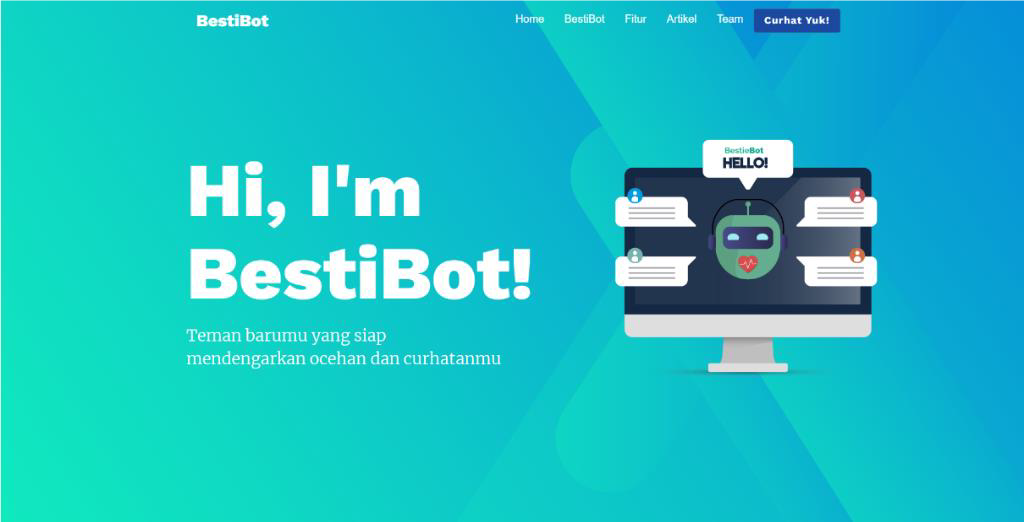 BestiBot
Home BestiBot Fitur Artikel Team Curhat Yuk!
BestieBot
HELLO!
Hi, I'm
BestiBot!
Teman barumu yang siap
mendengarkan ocehan dan curhatanmu